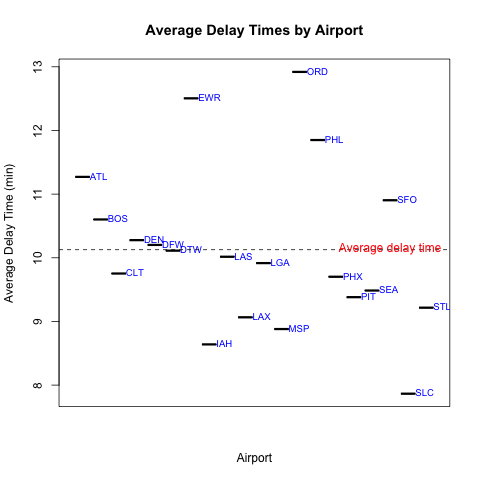 Average Delay Times by Airport
Average Delay Time (min)
13
12
11
10
9
8
ORD
EWR
PHL
ATL
SFO
BOS
DEN
DFW
DTW
Average delay time
LAS
LGA
CLT
PHX
SEA
PIT
STL
LAX
MSP
IAH
SLC
Airport